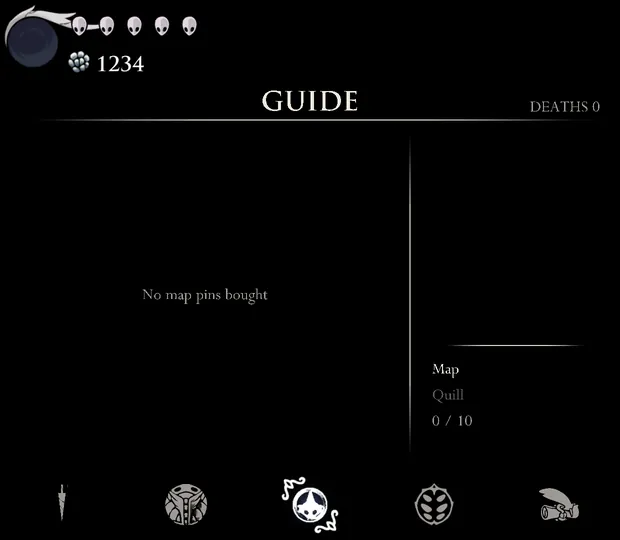 1234
GUIDE
DEATHS 0
No map pins bought
Map
Quill
0 / 10